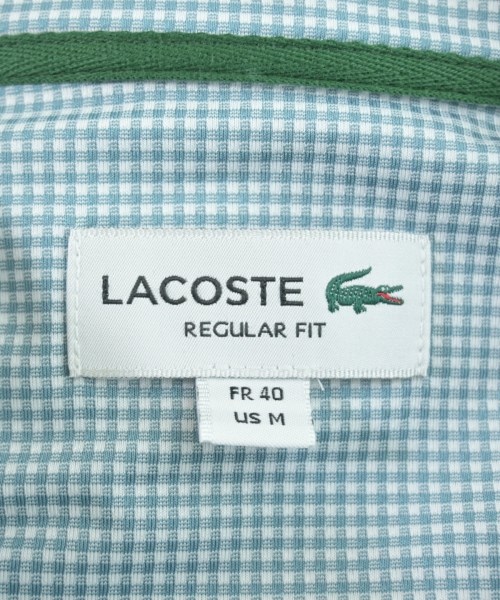 LACOSTE
REGULAR FIT
FR 40
US M